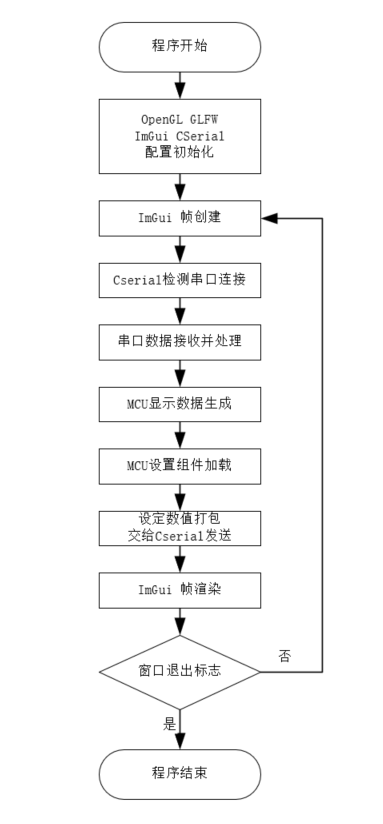 程序开始
OpenGL GLFW
ImGui CSerial
配置初始化
ImGui 帧创建
Cserial检测串口连接
串口数据接收并处理
MCU显示数据生成
MCU设置组件加载
设定数值打包
交给Cserial发送
ImGui 帧渲染
窗口退出标志
否
是
程序结束